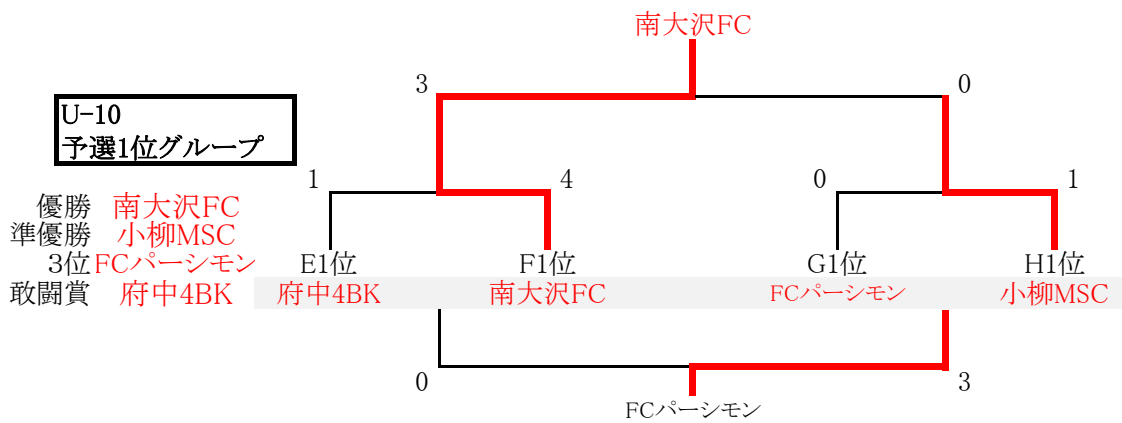 南大沢FC
3
0
U-10
予選1位グループ
1
4
0
1
優勝 南大沢FC
準優勝 小柳MSC
3位 FCパーシモン
敢闘賞 府中4BK
E1位 F1位 G1位 H1位
府中4BK 南大沢FC FCパーシモン 小柳MSC
0
3
FCパーシモン